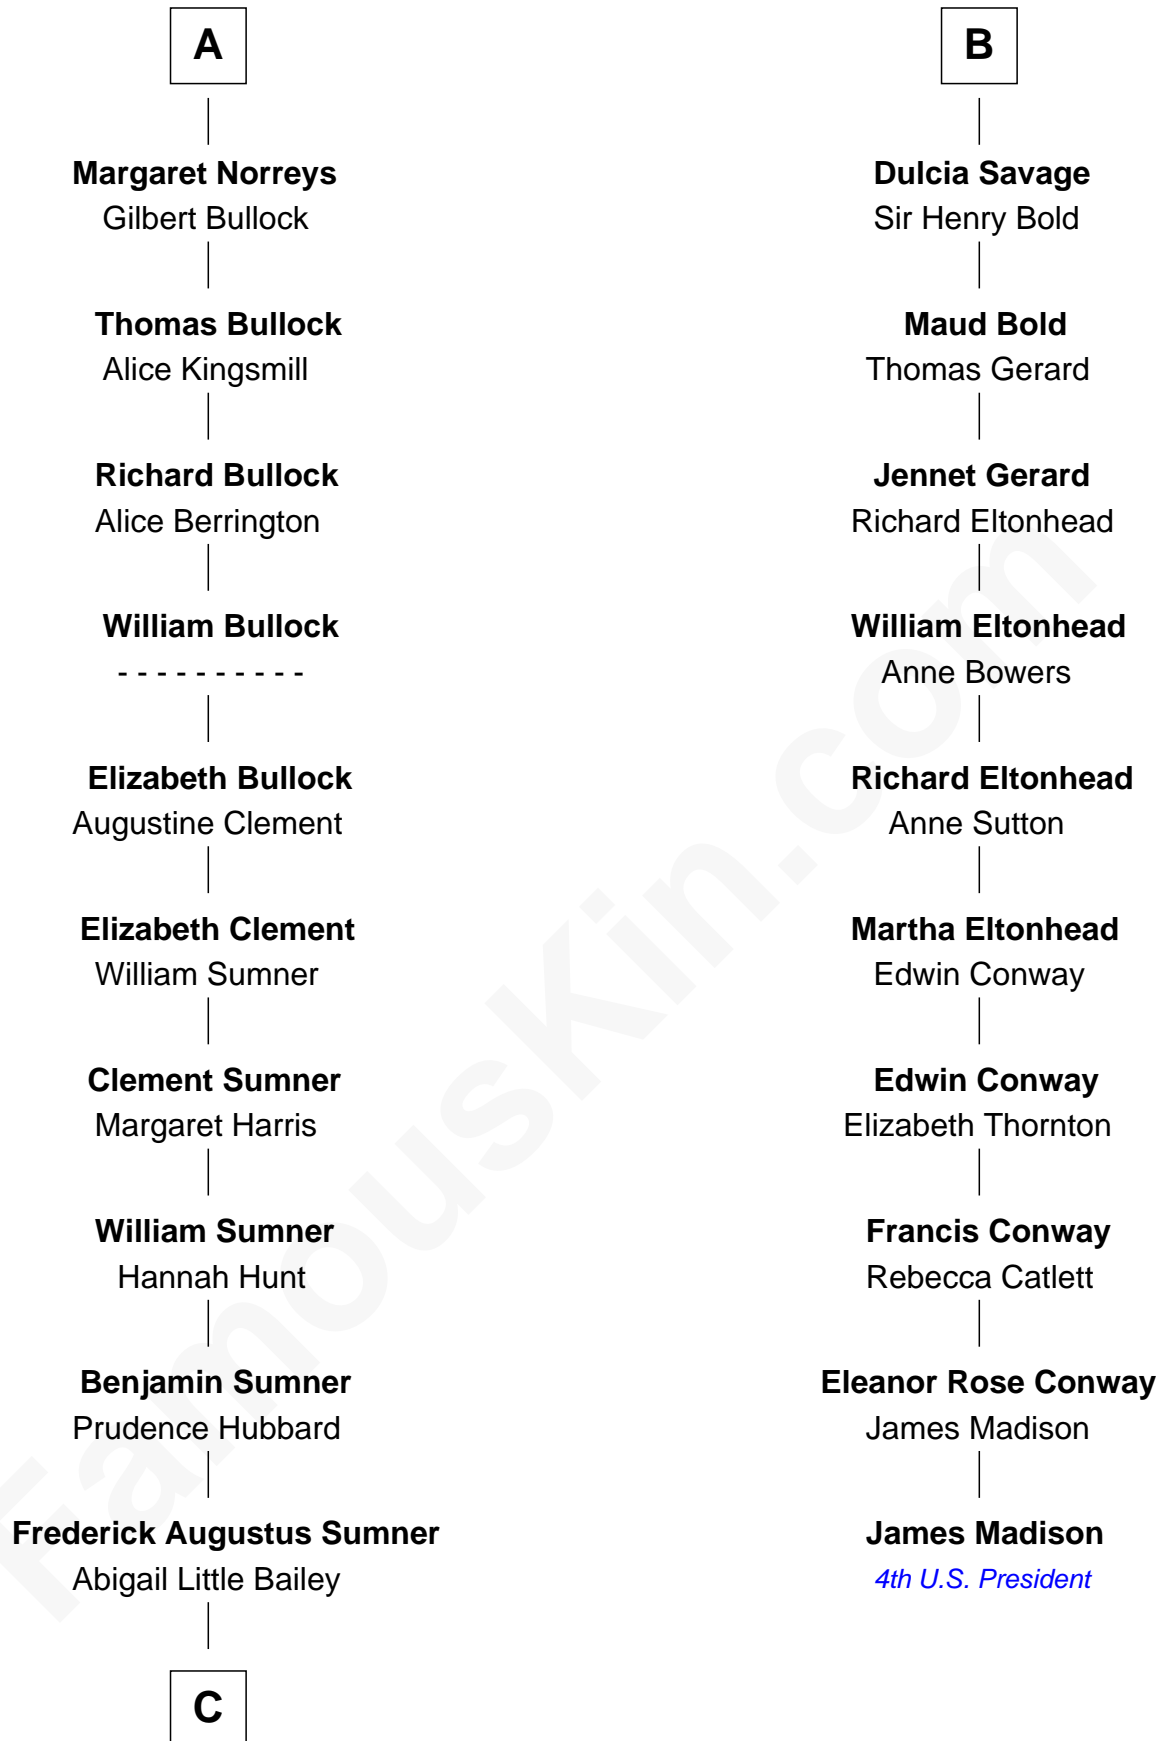 A
Margaret Norreys
Gilbert Bullock
Thomas Bullock
Alice Kingsmill
Richard Bullock
Alice Berrington
William Bullock
- - - - - - - - - -
Elizabeth Bullock
Augustine Clement
Elizabeth Clement
William Sumner
Clement Sumner
Margaret Harris
William Sumner
Hannah Hunt
Benjamin Sumner
Prudence Hubbard
Frederick Augustus Sumner
Abigail Little Bailey
C
B
Dulcia Savage
Sir Henry Bold
Maud Bold
Thomas Gerard
Jennet Gerard
Richard Eltonhead
William Eltonhead
Anne Bowers
Richard Eltonhead
Anne Sutton
Martha Eltonhead
Edwin Conway
Edwin Conway
Elizabeth Thornton
Francis Conway
Rebecca Catlett
Eleanor Rose Conway
James Madison
James Madison
4th U.S. President
FamousKin.com